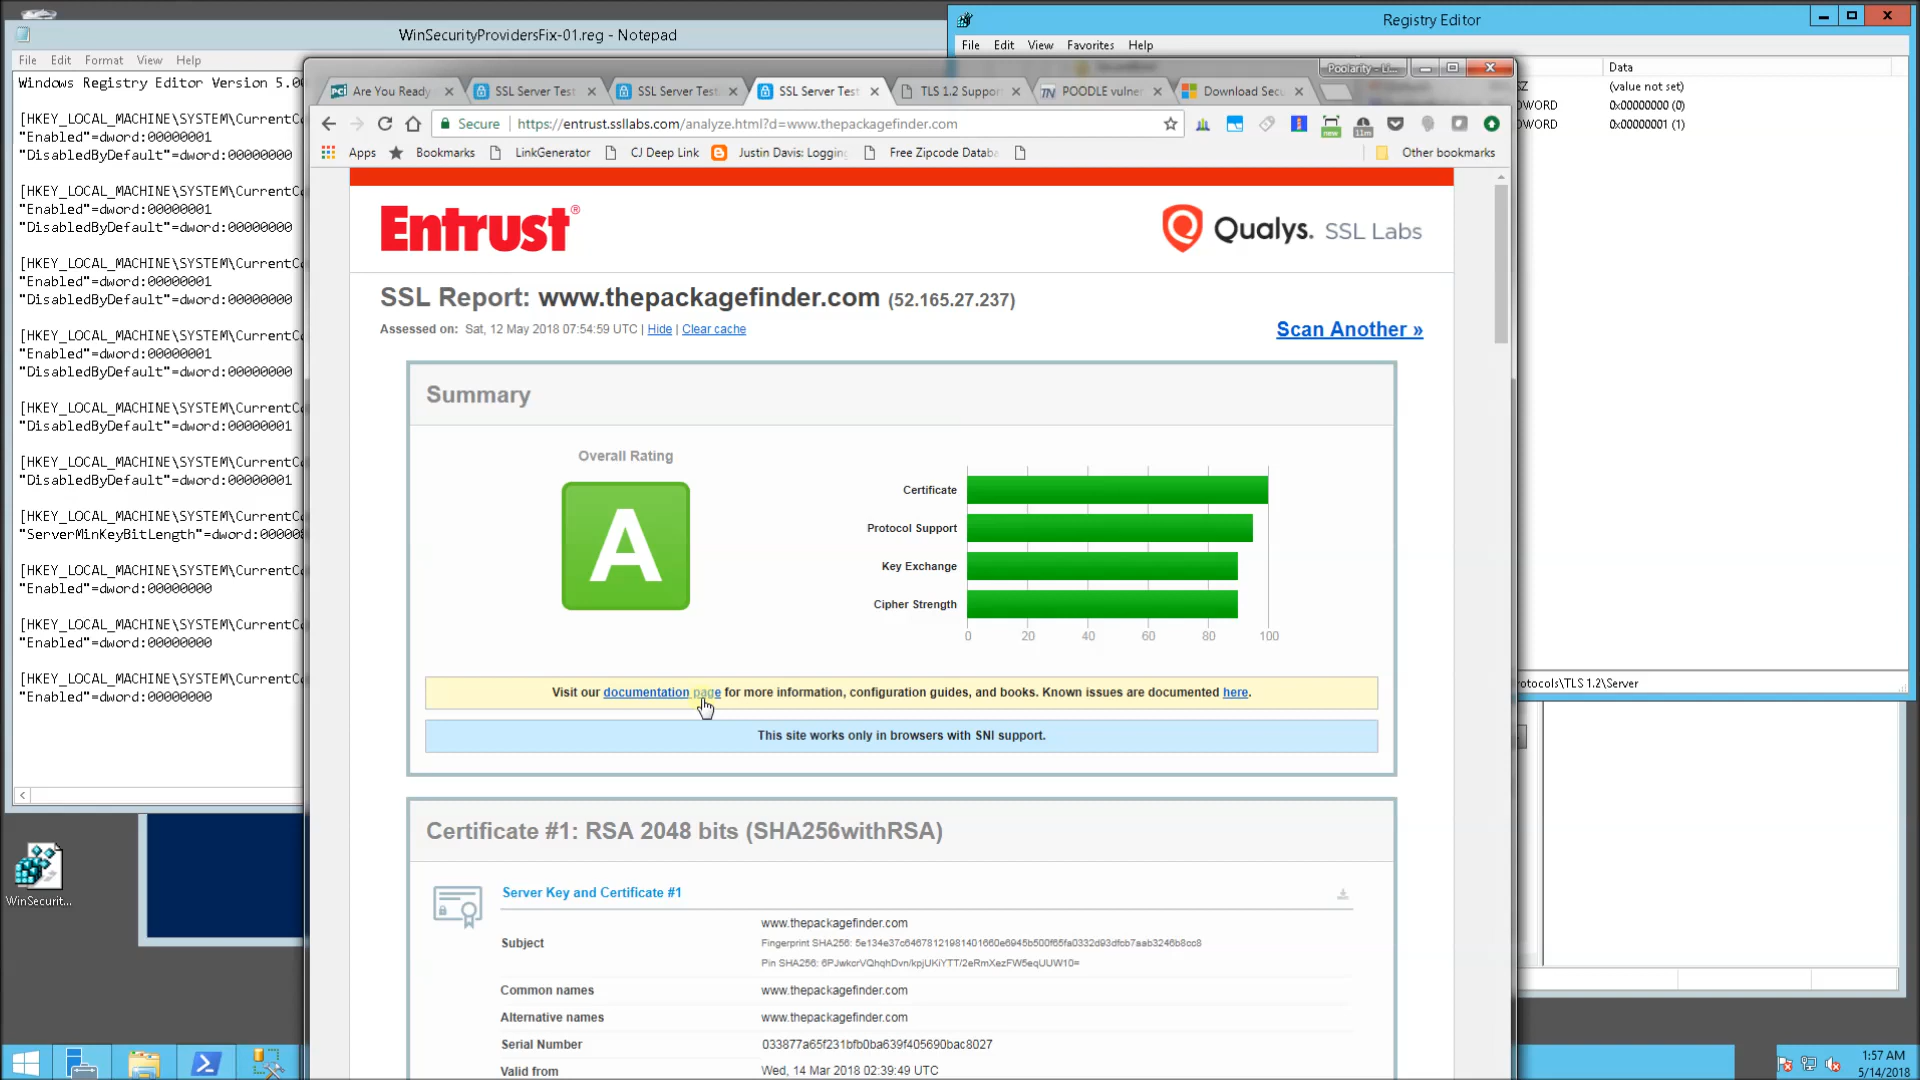 WinSecurityProvidersFix-01.reg - Notepad
File Edit Format View Help
Windows Registry Editor Version 5.0
[HKEY_LOCAL_MACHINE\SYSTEM\CurrentC
"Enabled"=dword:00000001
"DisabledByDefault"=dword:00000000
[HKEY_LOCAL_MACHINE\SYSTEM\CurrentC
"Enabled"=dword:00000001
"DisabledByDefault"=dword:00000000
[HKEY_LOCAL_MACHINE\SYSTEM\CurrentC
"Enabled"=dword:00000001
"DisabledByDefault"=dword:00000000
[HKEY_LOCAL_MACHINE\SYSTEM\CurrentC
"Enabled"=dword:00000001
"DisabledByDefault"=dword:00000000
[HKEY_LOCAL_MACHINE\SYSTEM\CurrentC
"DisabledByDefault"=dword:00000001
[HKEY_LOCAL_MACHINE\SYSTEM\CurrentC
"DisabledByDefault"=dword:00000001
[HKEY_LOCAL_MACHINE\SYSTEM\CurrentC
"ServerMinKeyBitLength"=dword:00000
[HKEY_LOCAL_MACHINE\SYSTEM\CurrentC
"Enabled"=dword:00000000
[HKEY_LOCAL_MACHINE\SYSTEM\CurrentC
"Enabled"=dword:00000000
[HKEY_LOCAL_MACHINE\SYSTEM\CurrentC
"Enabled"=dword:00000000
WinSecurit...
Registry Editor
File Edit View Favorites Help
Data
SZ (value not set)
DWORD 0x00000000 (0)
DWORD 0x00000001 (1)
otocols\TLS 1.2\Server
Poolarity - Li...
Are You Ready
SSL Server Test
SSL Server Test
SSL Server Test
TLS 1.2 Suppor
POODLE vulner
Download Secu
Secure https://entrust.ssllabs.com/analyze.html?d=www.thepackagefinder.com
new
11m
Apps Bookmarks LinkGenerator CJ Deep Link Justin Davis: Logging Free Zipcode Datab Other bookmarks
Entrust®
Qualys. SSL Labs
SSL Report: www.thepackagefinder.com (52.165.27.237)
Assessed on: Sat, 12 May 2018 07:54:59 UTC | Hide | Clear cache
Scan Another »
Summary
Overall Rating
A
Certificate
Protocol Support
Key Exchange
Cipher Strength
0 20 40 60 80 100
Visit our documentation page for more information, configuration guides, and books. Known issues are documented here.
This site works only in browsers with SNI support.
Certificate #1: RSA 2048 bits (SHA256withRSA)
Server Key and Certificate #1
Subject
www.thepackagefinder.com
Fingerprint SHA256: 5e134e37c64678121981401660e6945b500f65fa0332d93dfcb7aab3246b8cc8
Pin SHA256: 6PJwkcrVQhqhDvn/kpjUKiYTT/2eRmXezFW5eqUUW10=
Common names www.thepackagefinder.com
Alternative names www.thepackagefinder.com
Serial Number 033877a65f231bfb0ba639f405690bac8027
Valid from Wed, 14 Mar 2018 02:39:49 UTC
1:57 AM
5/14/2018